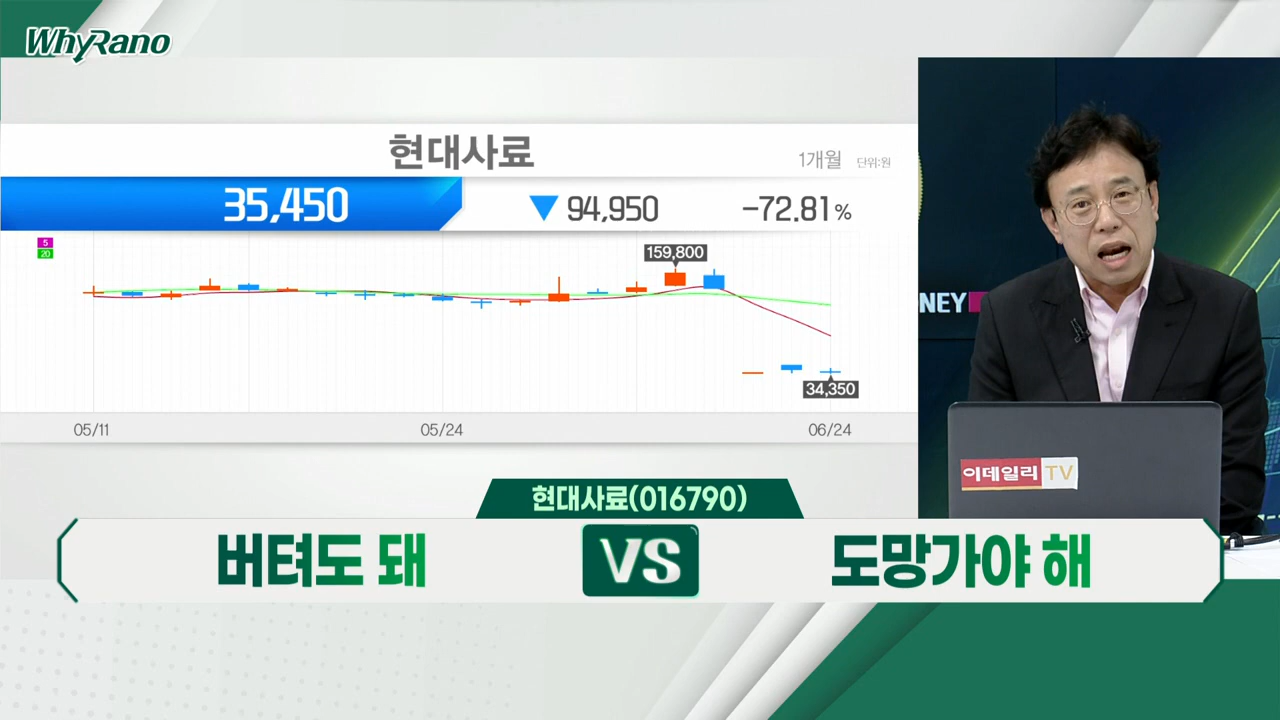 WhyRano
현대사료
1개월 단위:원
35,450 ▼ 94,950 -72.81%
5
20
159,800
34,350
05/11 05/24 06/24
NEY
이데일리 TV
현대사료(016790)
버텨도 돼 VS 도망가야 해